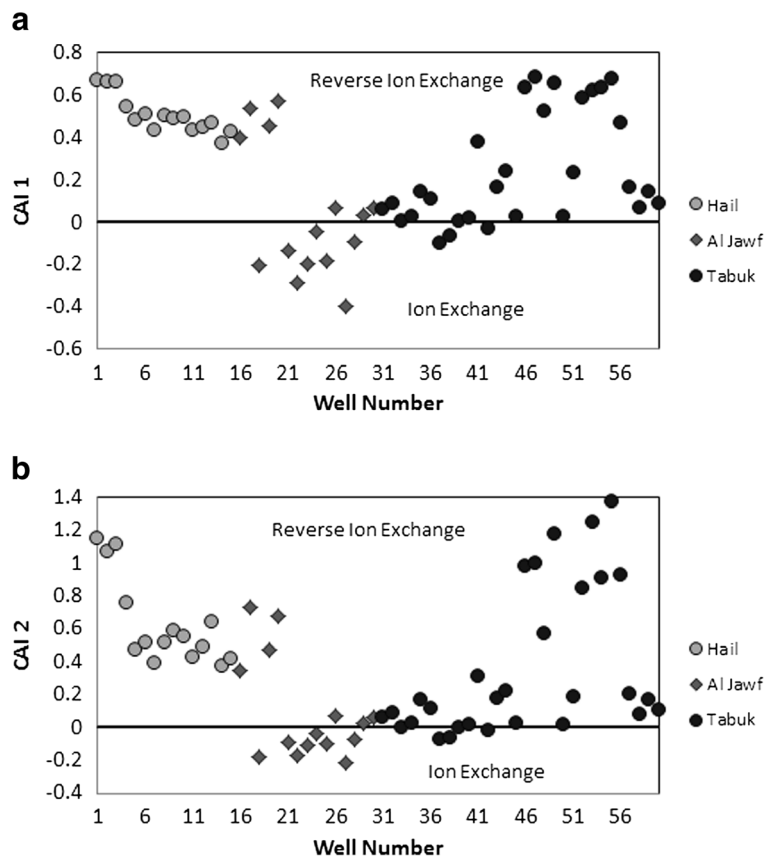 a
0.8
0.6
0.4
0.2
0
-0.2
-0.4
-0.6
CAI 1
Reverse Ion Exchange
Ion Exchange
1 6 11 16 21 26 31 36 41 46 51 56
Well Number
Hail
Al Jawf
Tabuk
b
1.4
1.2
1
0.8
0.6
0.4
0.2
0
-0.2
-0.4
CAI 2
Reverse Ion Exchange
Ion Exchange
1 6 11 16 21 26 31 36 41 46 51 56
Well Number
Hail
Al Jawf
Tabuk